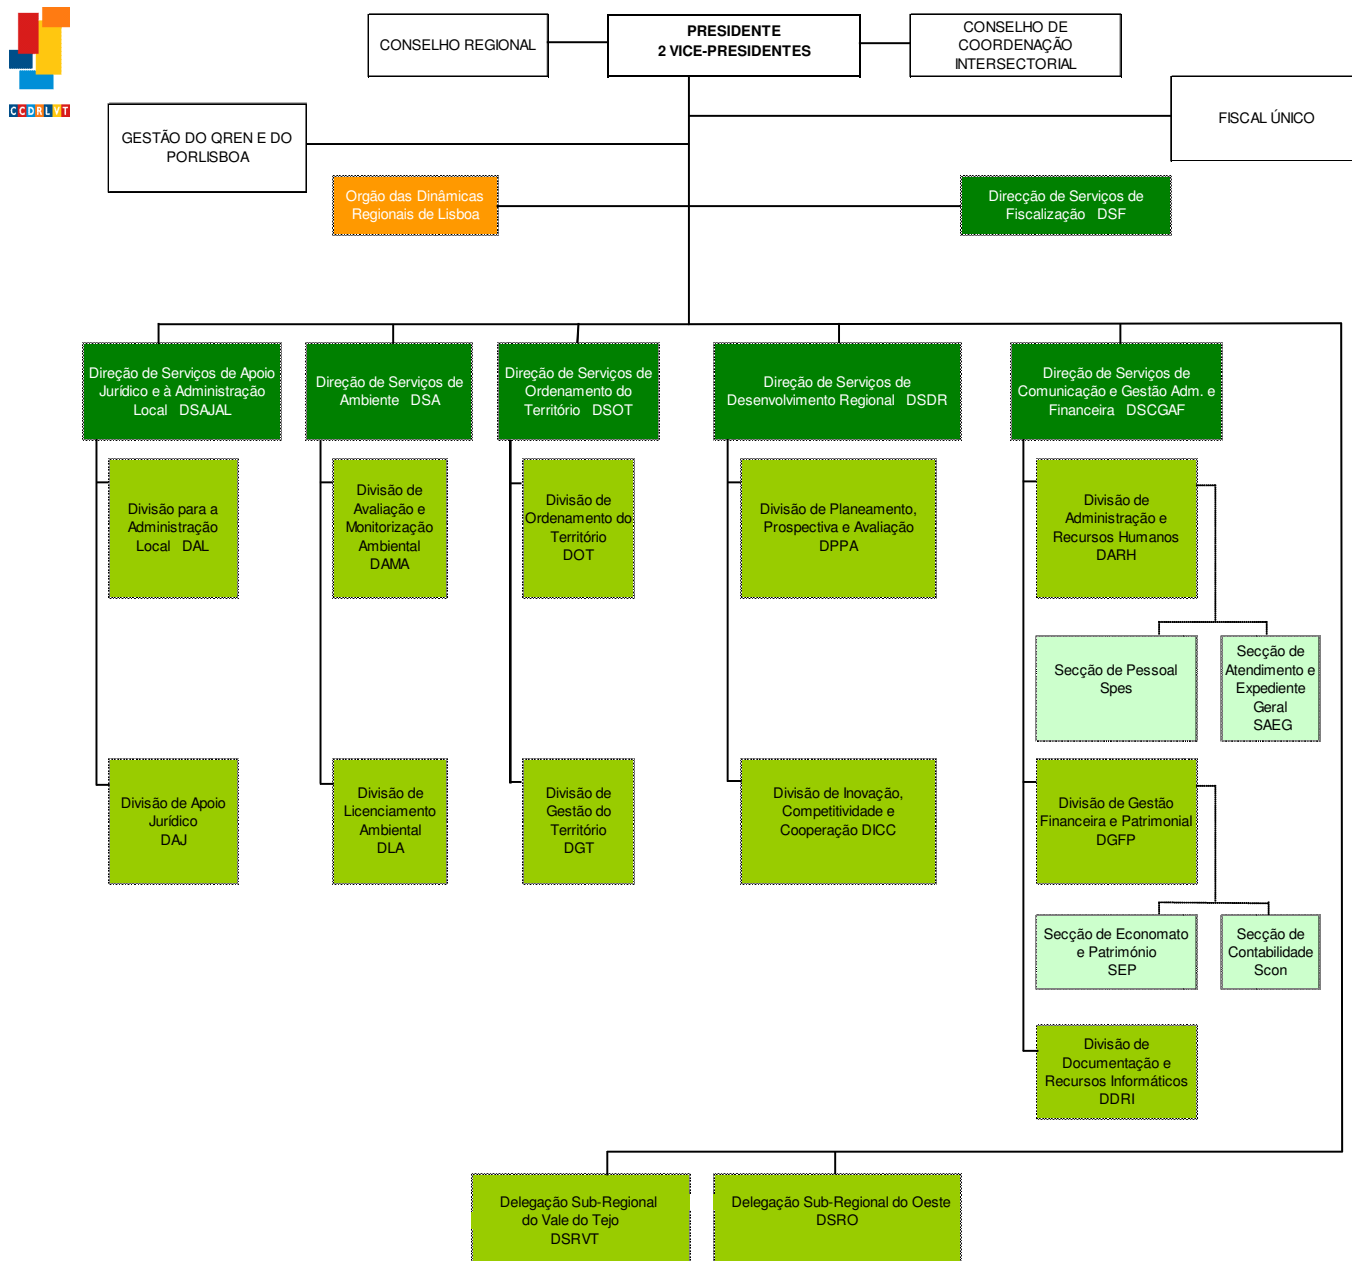 CCDRLVT
CONSELHO REGIONAL
PRESIDENTE
2 VICE-PRESIDENTES
CONSELHO DE
COORDENAÇÃO
INTERSECTORIAL
GESTÃO DO QREN E DO
PORLISBOA
FISCAL ÚNICO
Orgão das Dinâmicas
Regionais de Lisboa
Direcção de Serviços de
Fiscalização DSF
Direção de Serviços de Apoio
Jurídico e à Administração
Local DSAJAL
Direção de Serviços de
Ambiente DSA
Direção de Serviços de
Ordenamento do
Território DSOT
Direção de Serviços de
Desenvolvimento Regional DSDR
Direção de Serviços de
Comunicação e Gestão Adm. e
Financeira DSCGAF
Divisão para a
Administração
Local DAL
Divisão de
Avaliação e
Monitorização
Ambiental
DAMA
Divisão de
Ordenamento do
Território
DOT
Divisão de Planeamento,
Prospectiva e Avaliação
DPPA
Divisão de
Administração e
Recursos Humanos
DARH
Secção de Pessoal
Spes
Secção de
Atendimento e
Expediente
Geral
SAEG
Divisão de Apoio
Jurídico
DAJ
Divisão de
Licenciamento
Ambiental
DLA
Divisão de
Gestão do
Território
DGT
Divisão de Inovação,
Competitividade e
Cooperação DICC
Divisão de Gestão
Financeira e Patrimonial
DGFP
Secção de Economato
e Património
SEP
Secção de
Contabilidade
Scon
Divisão de
Documentação e
Recursos Informáticos
DDRI
Delegação Sub-Regional
do Vale do Tejo
DSRVT
Delegação Sub-Regional do Oeste
DSRO